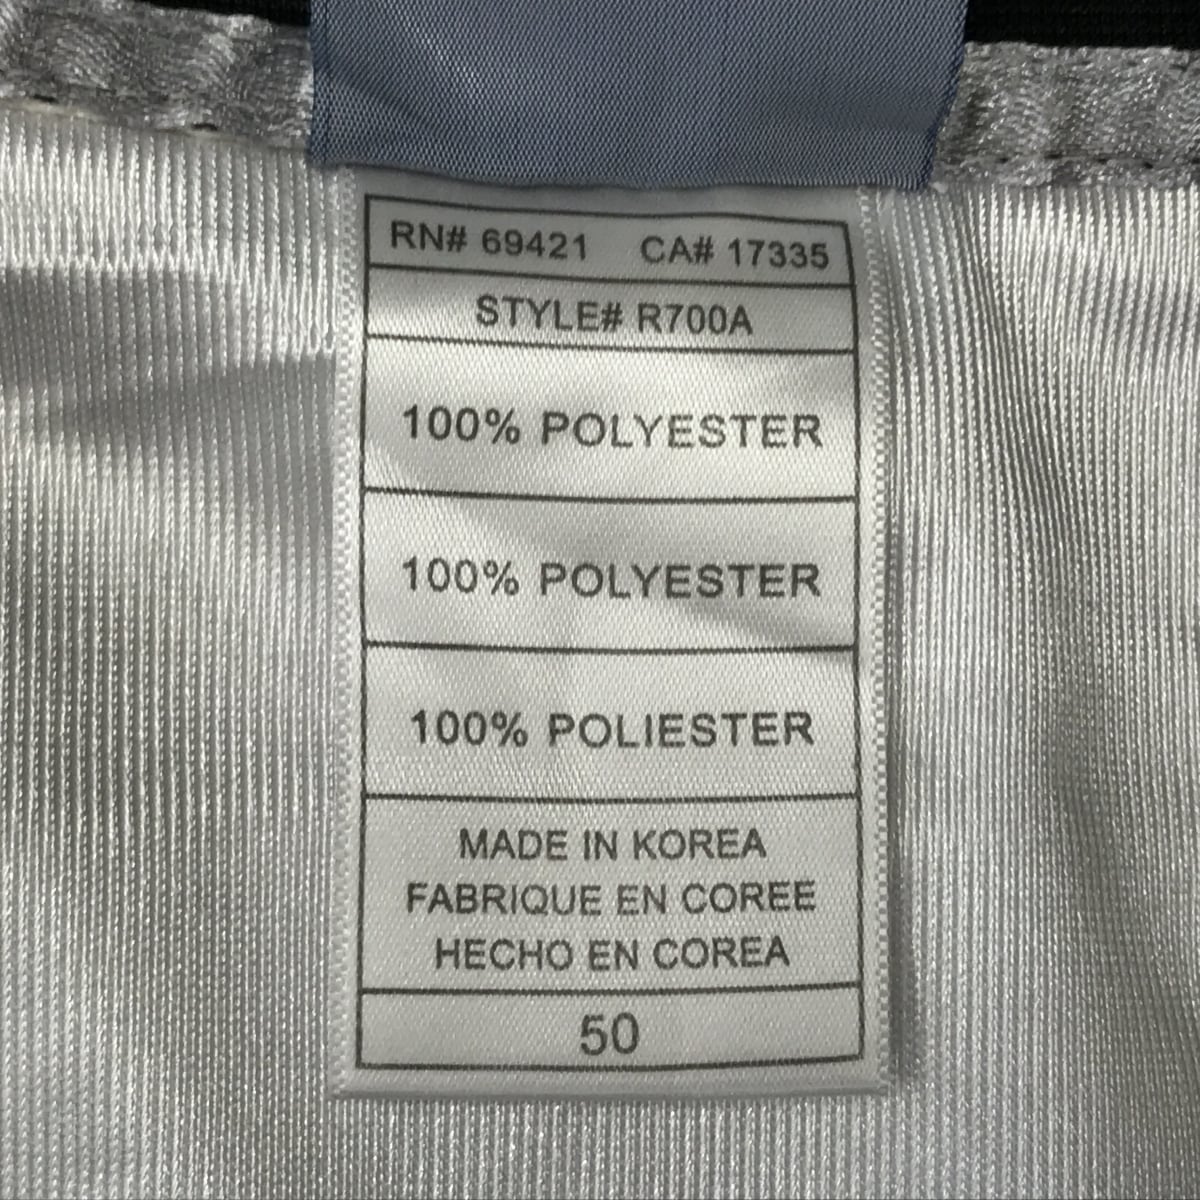 RN# 69421 CA# 17335
STYLE# R700A
100% POLYESTER
100% POLYESTER
100% POLIESTER
MADE IN KOREA
FABRIQUE EN COREE
HECHO EN COREA
50